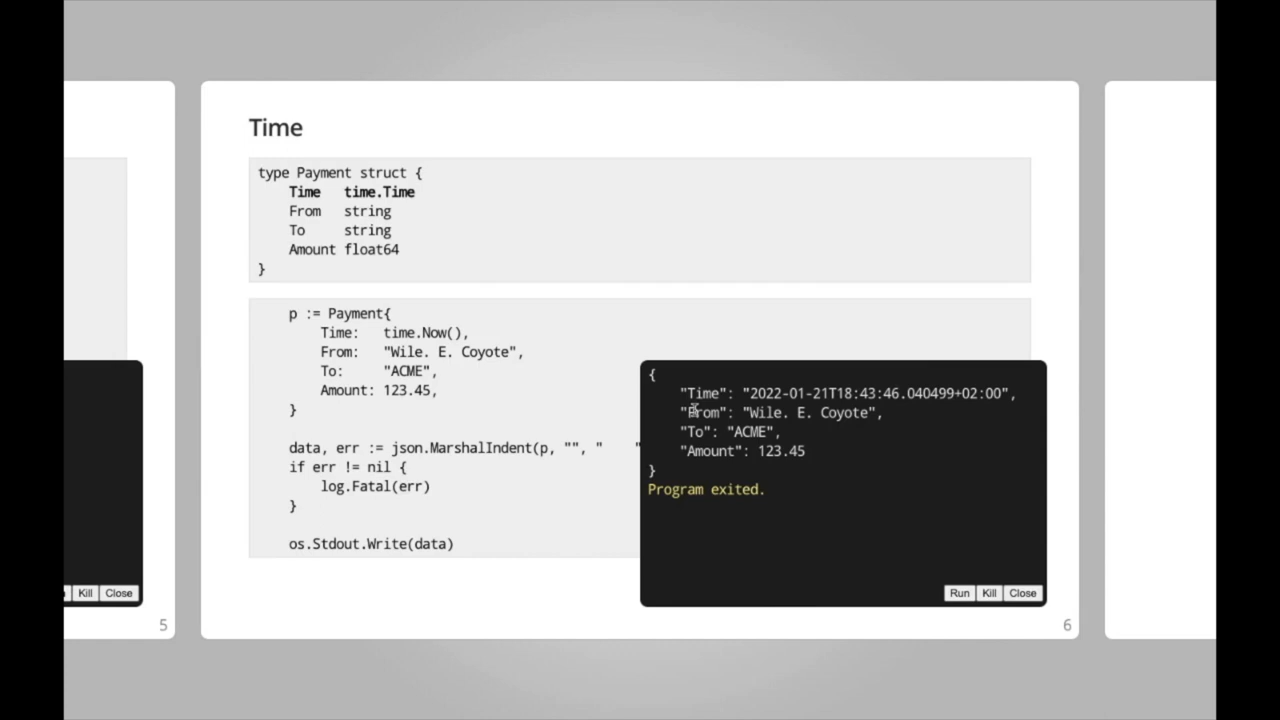 Time
type Payment struct {
    Time   time.Time
    From   string
    To     string
    Amount float64
}
    p := Payment{
        Time:   time.Now(),
        From:   "Wile. E. Coyote",
        To:     "ACME",
        Amount: 123.45,
    }
    data, err := json.MarshalIndent(p, "", "    "
    if err != nil {
        log.Fatal(err)
    }
    os.Stdout.Write(data)
{
    "Time": "2022-01-21T18:43:46.040499+02:00",
    "From": "Wile. E. Coyote",
    "To": "ACME",
    "Amount": 123.45
}
Program exited.
Kill Close
Run Kill Close
5
6